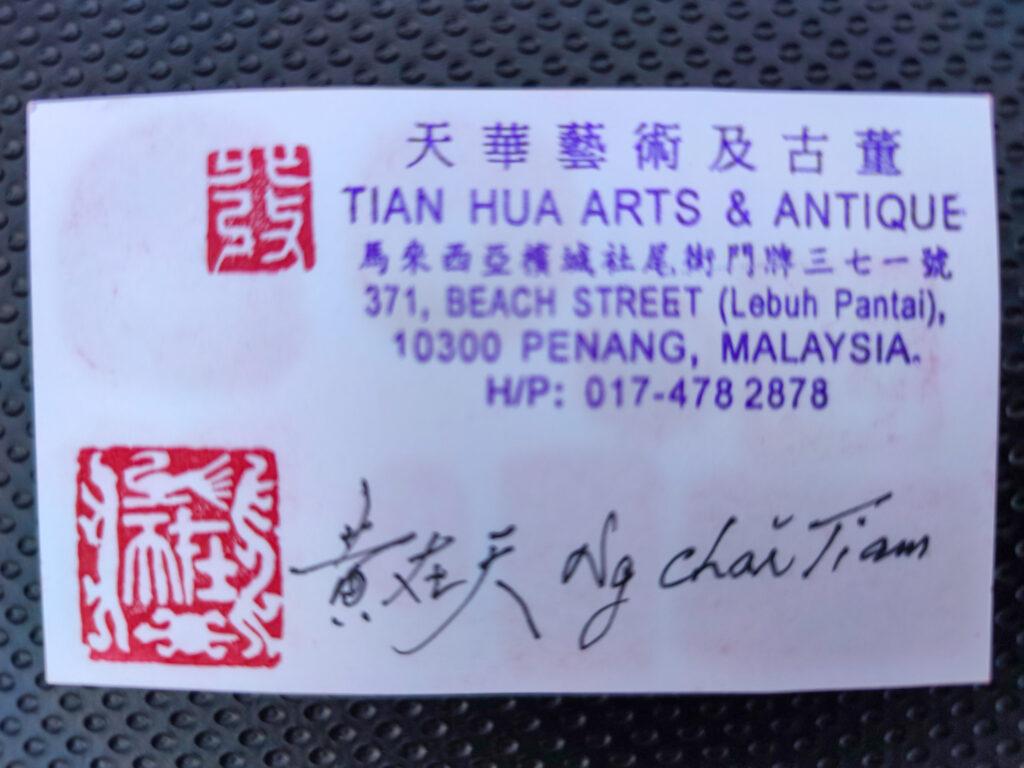 天華藝術及古董
TIAN HUA ARTS & ANTIQUE
馬來西亞檳城社尾街門牌三七一號
371, BEACH STREET (Lebuh Pantai),
10300 PENANG, MALAYSIA.
H/P: 017-478 2878
黃在天 Ng Chai Tiam